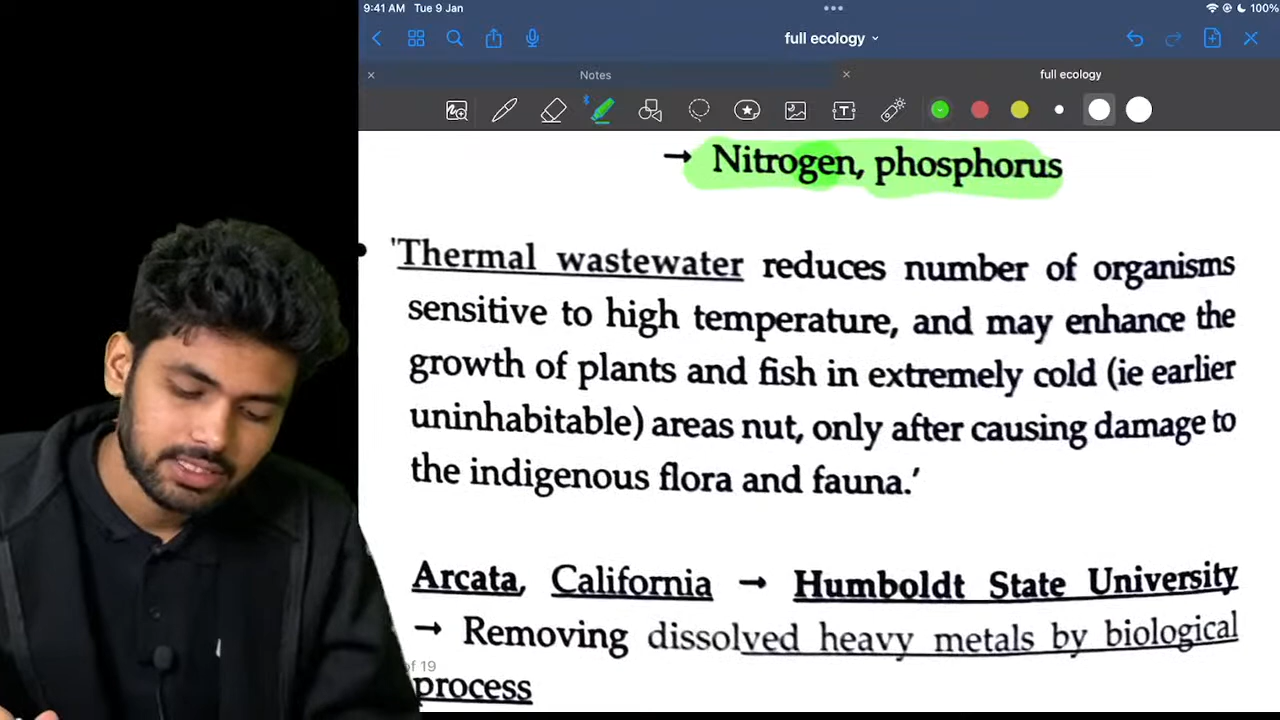 9:41 AM Tue 9 Jan
100%
full ecology
Notes
full ecology
→ Nitrogen, phosphorus
• 'Thermal wastewater reduces number of organisms
sensitive to high temperature, and may enhance the
growth of plants and fish in extremely cold (ie earlier
uninhabitable) areas nut, only after causing damage to
the indigenous flora and fauna.'
Arcata, California → Humboldt State University
→ Removing dissolved heavy metals by biological
of 19
process